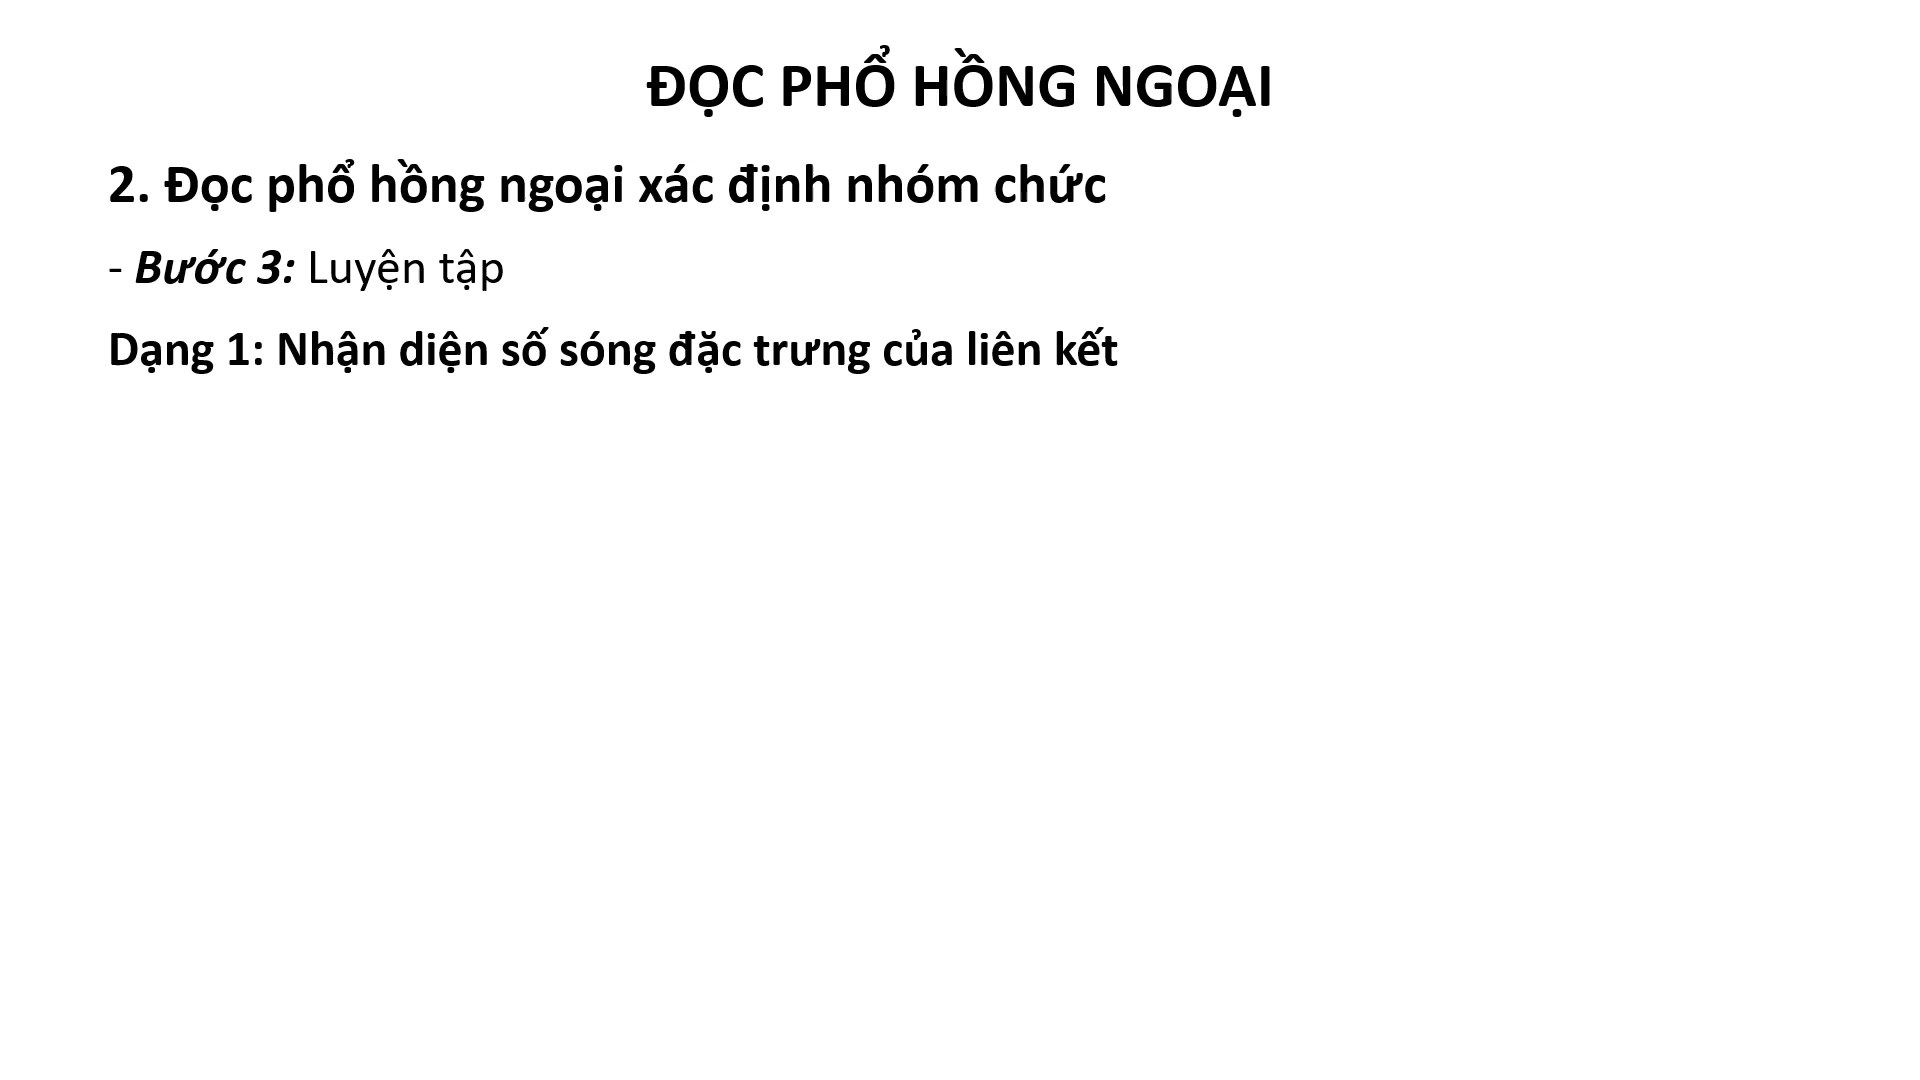 ĐỌC PHỔ HỒNG NGOẠI
2. Đọc phổ hồng ngoại xác định nhóm chức
- Bước 3: Luyện tập
Dạng 1: Nhận diện số sóng đặc trưng của liên kết